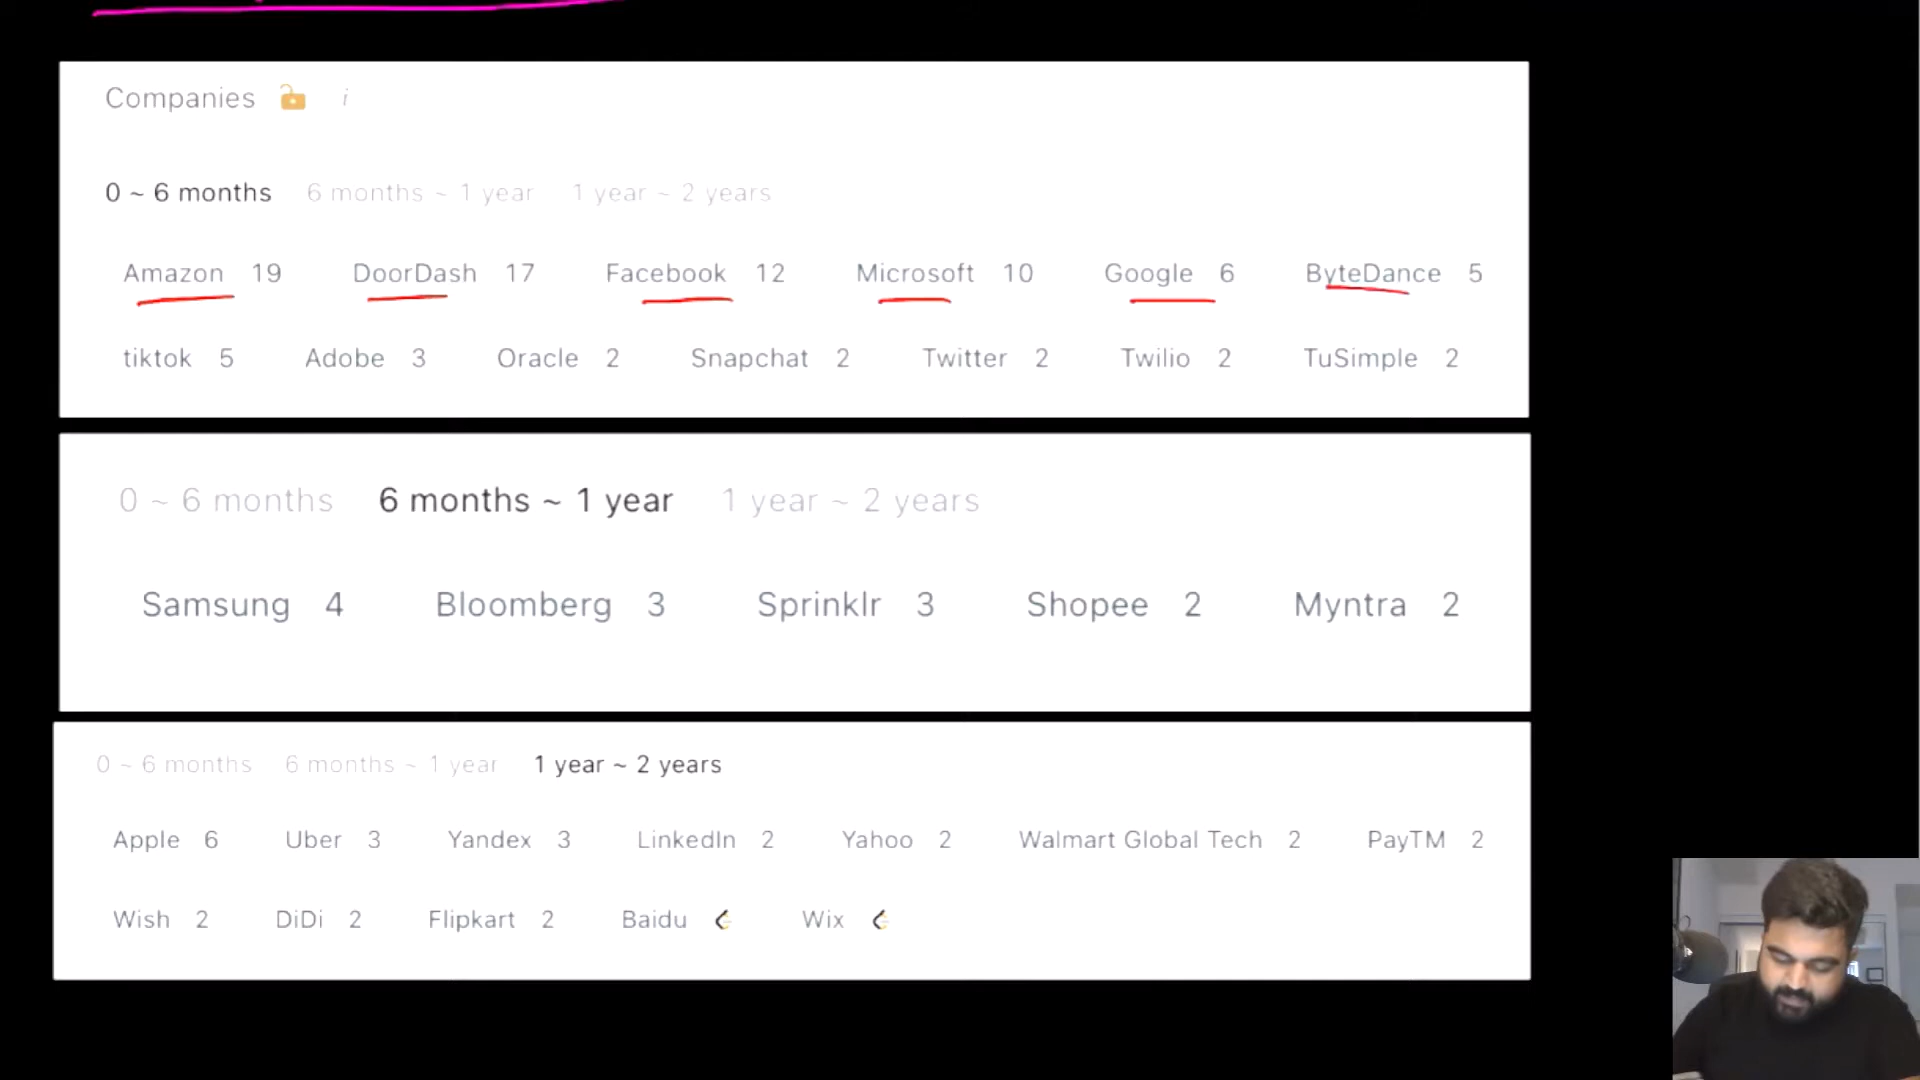 Companies i
0 ~ 6 months 6 months ~ 1 year 1 year ~ 2 years
Amazon 19 DoorDash 17 Facebook 12 Microsoft 10 Google 6 ByteDance 5
tiktok 5 Adobe 3 Oracle 2 Snapchat 2 Twitter 2 Twilio 2 TuSimple 2
0 ~ 6 months 6 months ~ 1 year 1 year ~ 2 years
Samsung 4 Bloomberg 3 Sprinklr 3 Shopee 2 Myntra 2
0 ~ 6 months 6 months ~ 1 year 1 year ~ 2 years
Apple 6 Uber 3 Yandex 3 LinkedIn 2 Yahoo 2 Walmart Global Tech 2 PayTM 2
Wish 2 DiDi 2 Flipkart 2 Baidu Wix